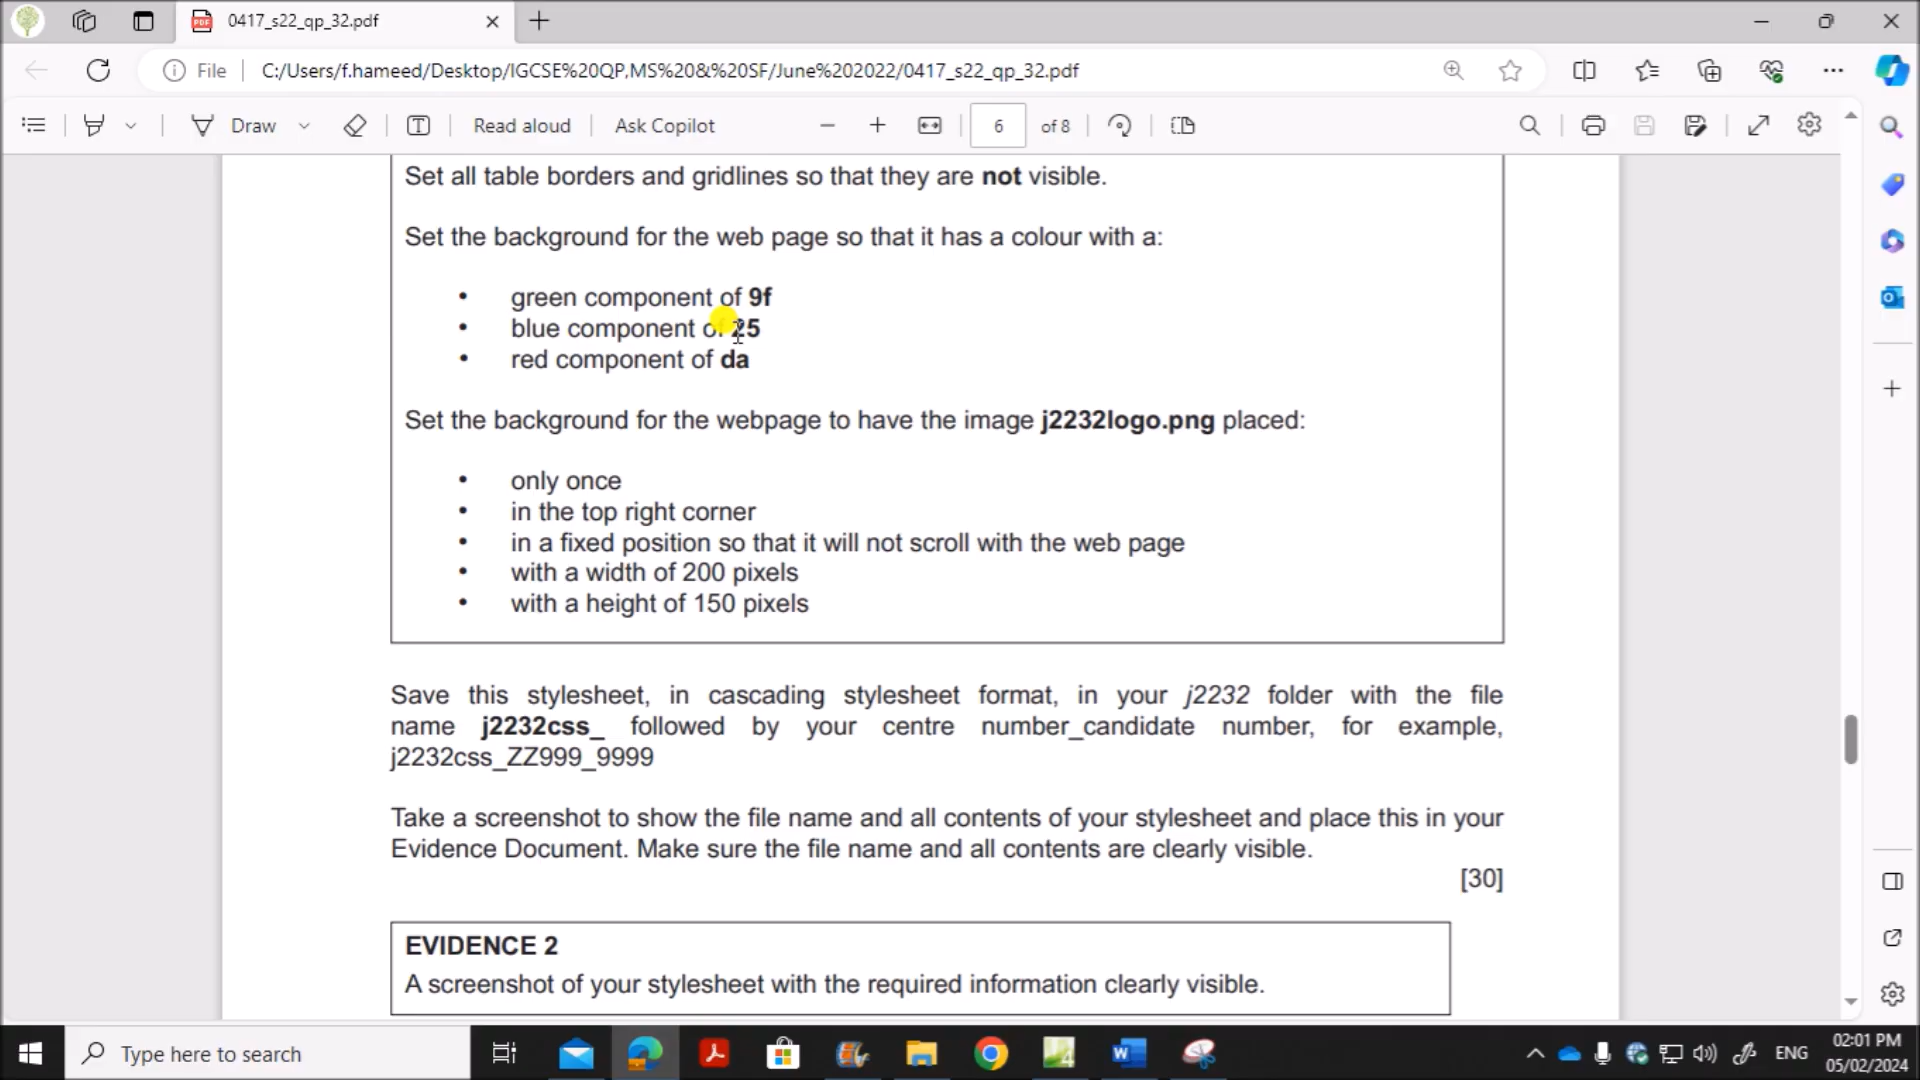 0417_s22_qp_32.pdf
File
C:/Users/f.hameed/Desktop/IGCSE%20QP,MS%20&%20SF/June%202022/0417_s22_qp_32.pdf
Draw
Read aloud
Ask Copilot
6 of 8
Set all table borders and gridlines so that they are not visible.
Set the background for the web page so that it has a colour with a:
• green component of 9f
• blue component of 25
• red component of da
Set the background for the webpage to have the image j2232logo.png placed:
• only once
• in the top right corner
• in a fixed position so that it will not scroll with the web page
• with a width of 200 pixels
• with a height of 150 pixels
Save this stylesheet, in cascading stylesheet format, in your j2232 folder with the file
name j2232css_ followed by your centre number_candidate number, for example,
j2232css_ZZ999_9999
Take a screenshot to show the file name and all contents of your stylesheet and place this in your
Evidence Document. Make sure the file name and all contents are clearly visible.
[30]
EVIDENCE 2
A screenshot of your stylesheet with the required information clearly visible.
Type here to search
ENG
02:01 PM
05/02/2024